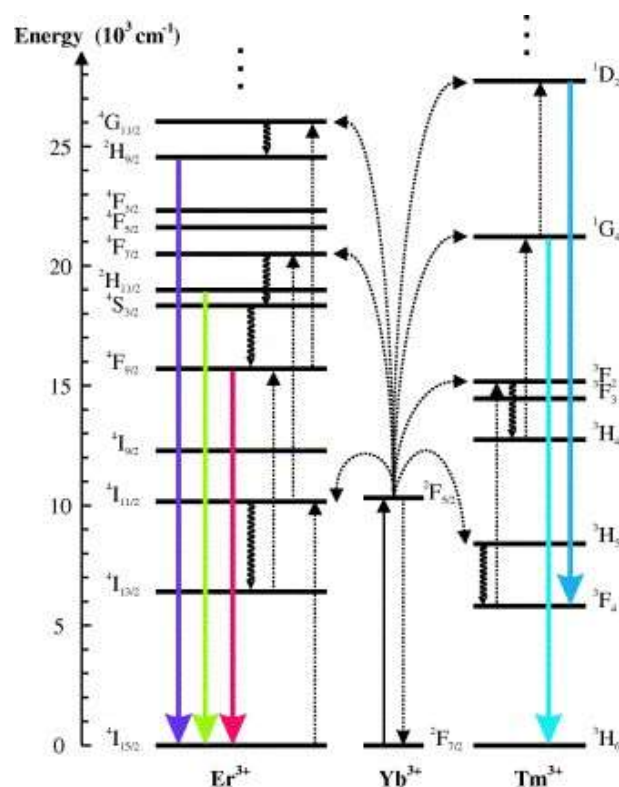 Energy (10³ cm⁻¹)
25
20
15
10
5
0
⁴G₁₁/₂
²H₉/₂
⁴F₅/₂
⁴F₅/₂
⁴F₇/₂
²H₁₁/₂
⁴S₃/₂
⁴F₉/₂
⁴I₉/₂
⁴I₁₁/₂
⁴I₁₃/₂
⁴I₁₅/₂
Er³⁺
²F₅/₂
²F₇/₂
Yb³⁺
¹D₂
¹G₄
³F₂
³F₃
³H₄
³H₅
³F₄
³H₆
Tm³⁺